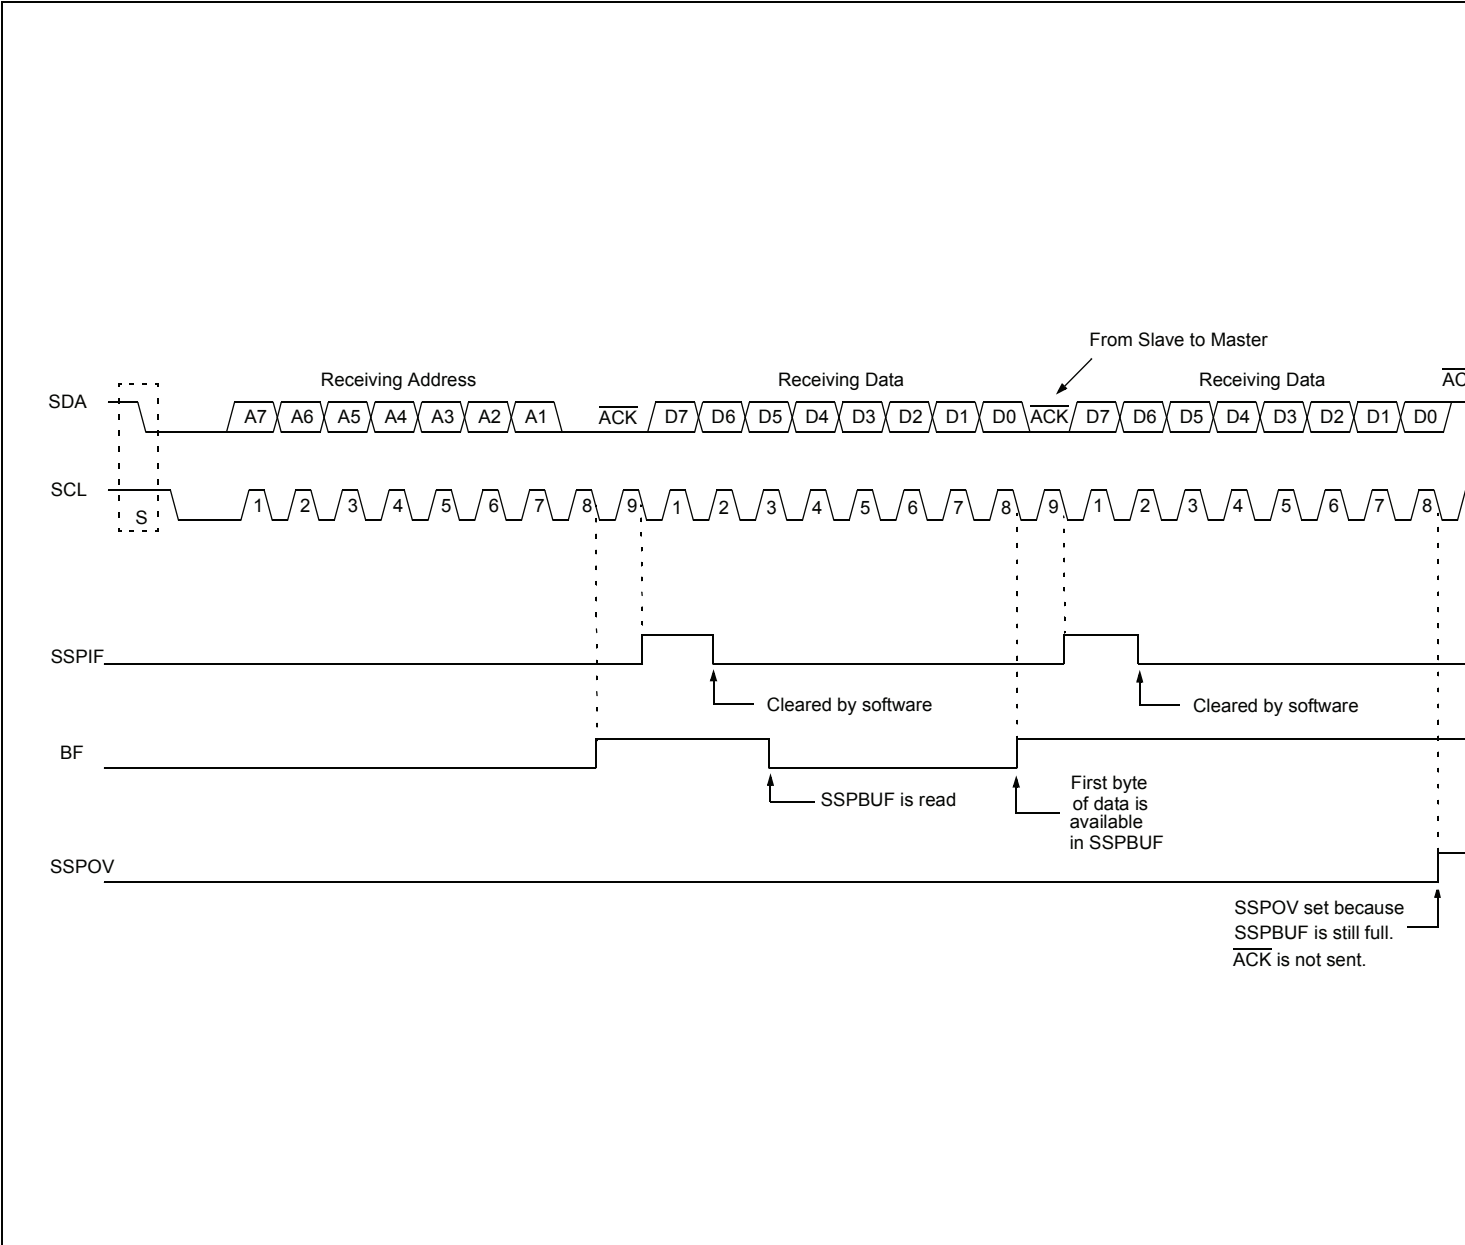 From Slave to Master
Receiving Address
Receiving Data
Receiving Data
SDA
A7 A6 A5 A4 A3 A2 A1 ACK D7 D6 D5 D4 D3 D2 D1 D0 ACK D7 D6 D5 D4 D3 D2 D1 D0
SCL
S
1 2 3 4 5 6 7 8 9 1 2 3 4 5 6 7 8 9 1 2 3 4 5 6 7 8
SSPIF
Cleared by software
Cleared by software
BF
SSPBUF is read
First byte
of data is
available
in SSPBUF
SSPOV
SSPOV set because
SSPBUF is still full.
ACK is not sent.